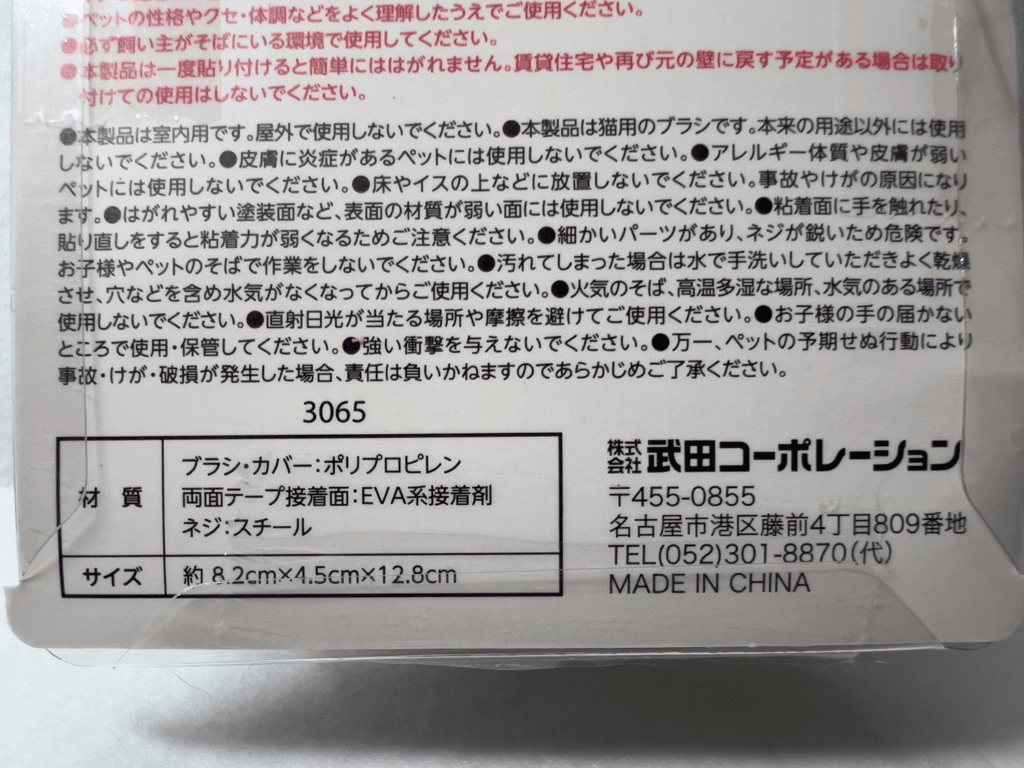 ●ペットの性格やクセ・体調などをよく理解したうえでご使用ください。
●必ず飼い主がそばにいる環境で使用してください。
●本製品は一度貼り付けると簡単にははがれません。賃貸住宅や再び元の壁に戻す予定がある場合は取り
付けての使用はしないでください。
●本製品は室内用です。屋外で使用しないでください。●本製品は猫用のブラシです。本来の用途以外には使用
しないでください。●皮膚に炎症があるペットには使用しないでください。●アレルギー体質や皮膚が弱い
ペットには使用しないでください。●床やイスの上などに放置しないでください。事故やけがの原因になり
ます。●はがれやすい塗装面など、表面の材質が弱い面には使用しないでください。●粘着面に手を触れたり、
貼り直しをすると粘着力が弱くなるためご注意ください。●細かいパーツがあり、ネジが鋭いため危険です。
お子様やペットのそばで作業をしないでください。●汚れてしまった場合は水で手洗いしていただきよく乾燥
させ、穴などを含め水気がなくなってからご使用ください。●火気のそば、高温多湿な場所、水気のある場所で
使用しないでください。●直射日光が当たる場所や摩擦を避けてご使用ください。●お子様の手の届かない
ところで使用・保管してください。●強い衝撃を与えないでください。●万一、ペットの予期せぬ行動により
事故・けが・破損が発生した場合、責任は負いかねますのであらかじめご了承ください。
3065
材 質
ブラシ・カバー：ポリプロピレン
両面テープ接着面：EVA系接着剤
ネジ：スチール
サイズ
約 8.2cm×4.5cm×12.8cm
株式会社 武田コーポレーション
〒455-0855
名古屋市港区藤前4丁目809番地
TEL(052)301-8870(代)
MADE IN CHINA